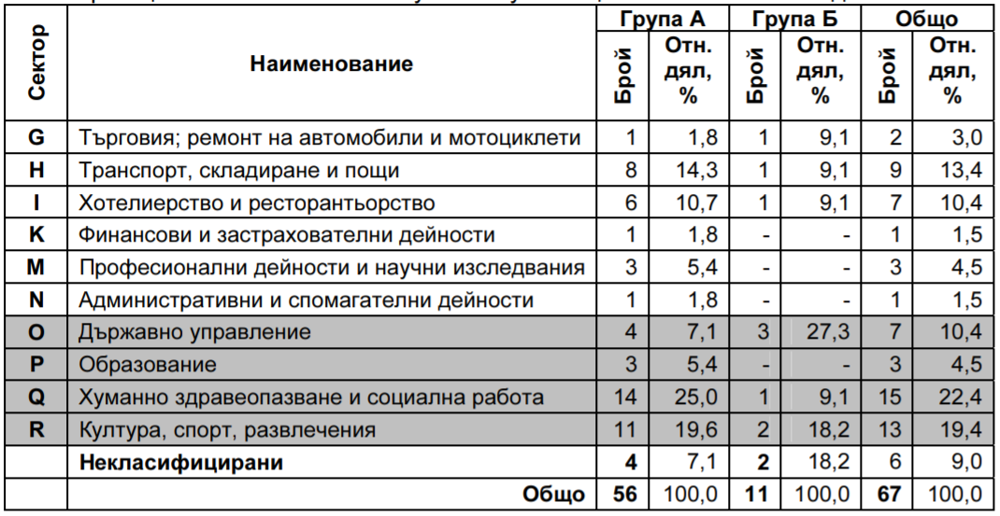 Сектор Наименование Група А Група Б Общо
Брой Отн. дял, % Брой Отн. дял, % Брой Отн. дял, %
G Търговия; ремонт на автомобили и мотоциклети 1 1,8 1 9,1 2 3,0
H Транспорт, складиране и пощи 8 14,3 1 9,1 9 13,4
I Хотелиерство и ресторантьорство 6 10,7 1 9,1 7 10,4
K Финансови и застрахователни дейности 1 1,8 - - 1 1,5
M Професионални дейности и научни изследвания 3 5,4 - - 3 4,5
N Административни и спомагателни дейности 1 1,8 - - 1 1,5
O Държавно управление 4 7,1 3 27,3 7 10,4
P Образование 3 5,4 - - 3 4,5
Q Хуманно здравеопазване и социална работа 14 25,0 1 9,1 15 22,4
R Култура, спорт, развлечения 11 19,6 2 18,2 13 19,4
Некласифицирани 4 7,1 2 18,2 6 9,0
Общо 56 100,0 11 100,0 67 100,0